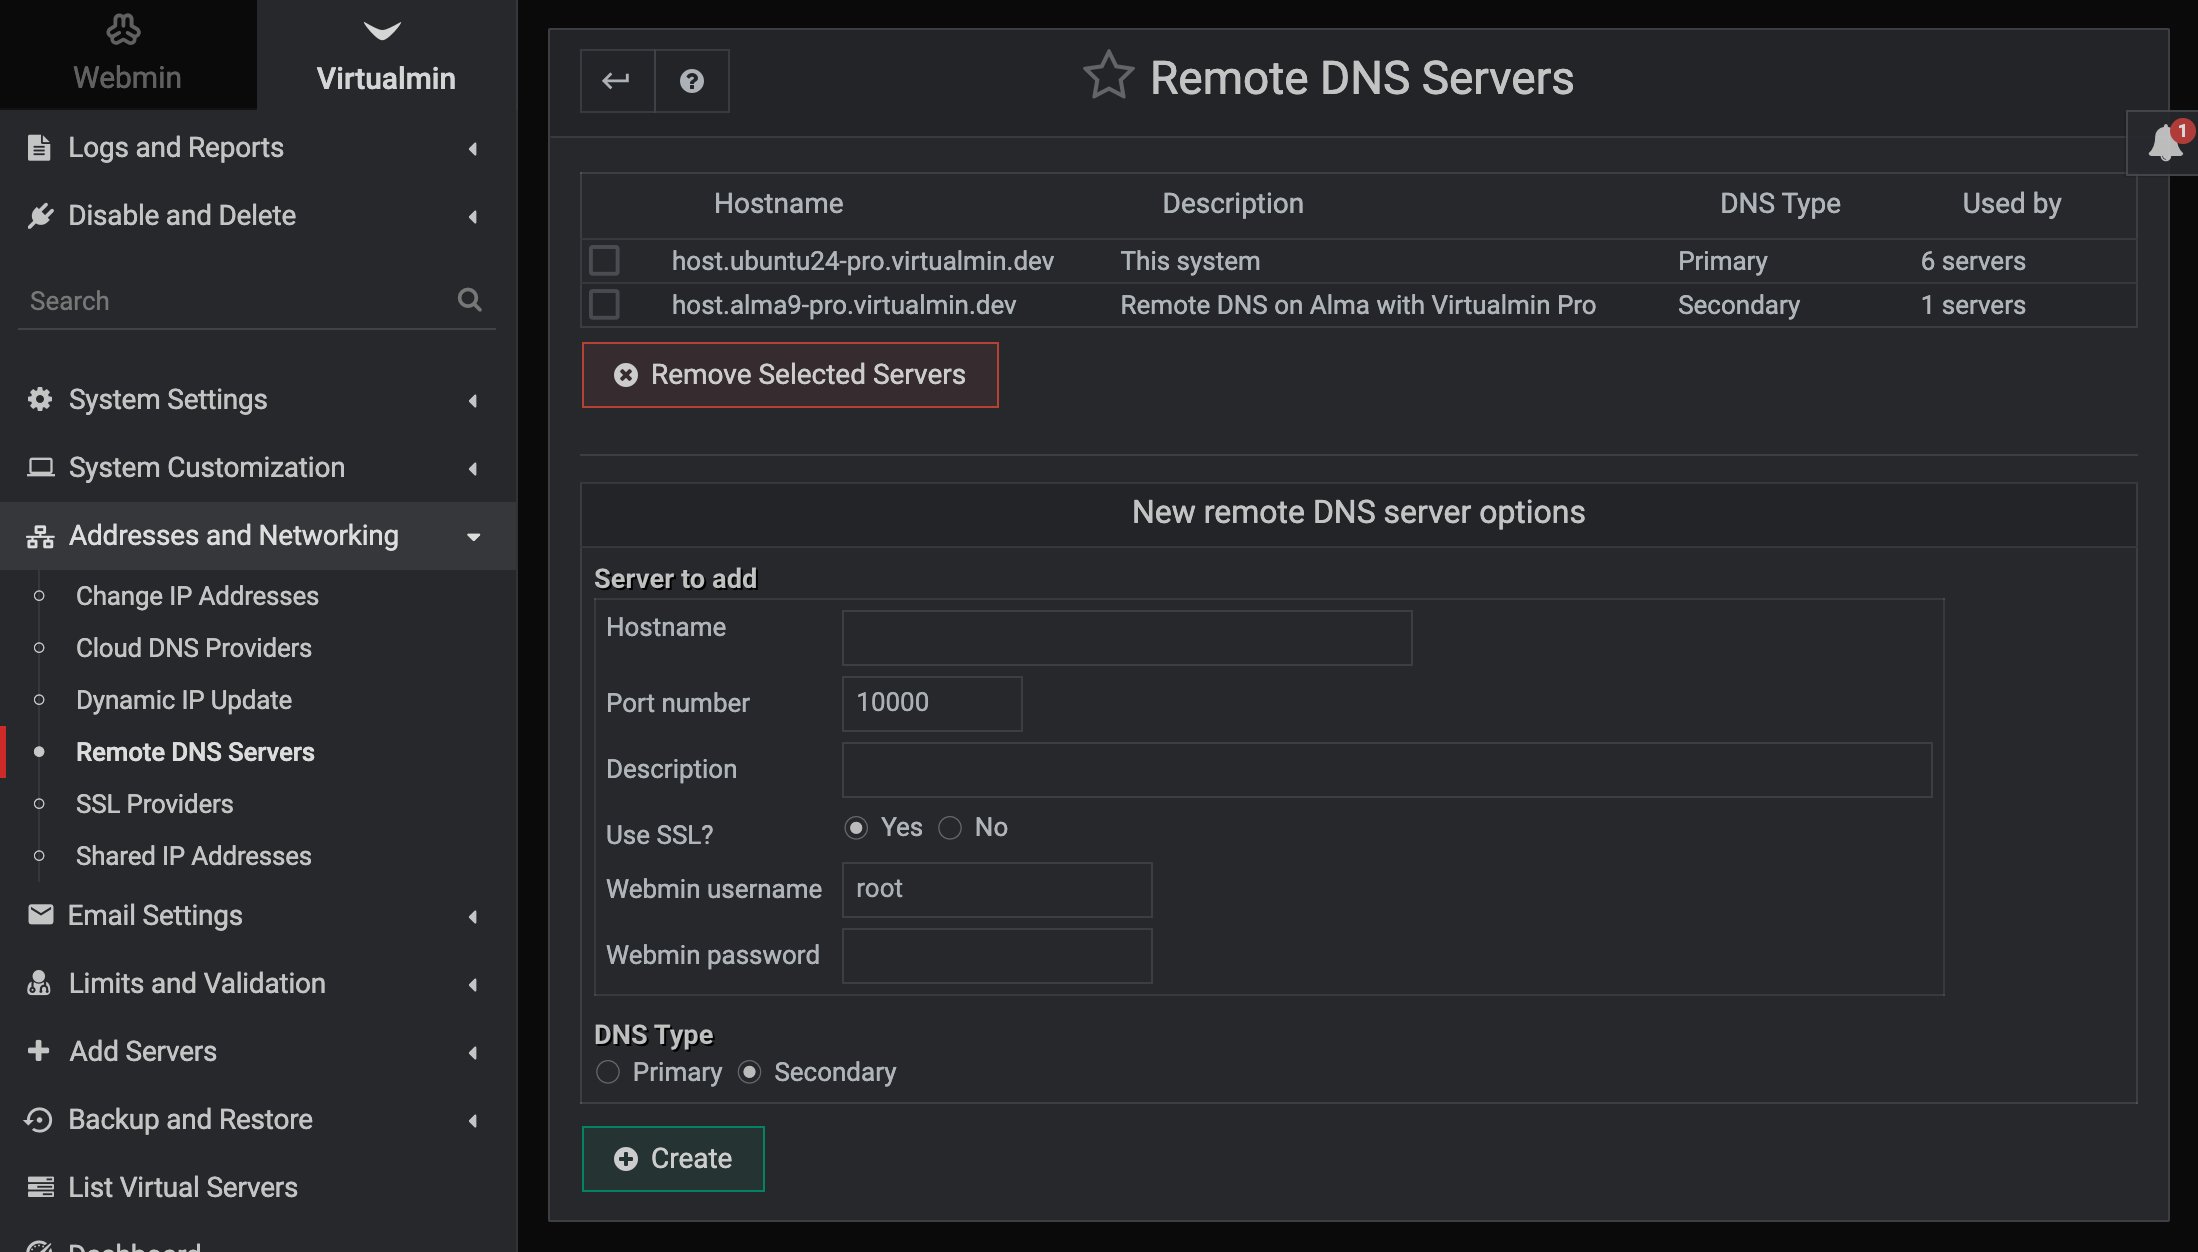 Webmin
Virtualmin
Logs and Reports
Disable and Delete
Search
System Settings
System Customization
Addresses and Networking
Change IP Addresses
Cloud DNS Providers
Dynamic IP Update
Remote DNS Servers
SSL Providers
Shared IP Addresses
Email Settings
Limits and Validation
Add Servers
Backup and Restore
List Virtual Servers
Dashboard
Remote DNS Servers
1
Hostname Description DNS Type Used by
host.ubuntu24-pro.virtualmin.dev This system Primary 6 servers
host.alma9-pro.virtualmin.dev Remote DNS on Alma with Virtualmin Pro Secondary 1 servers
Remove Selected Servers
New remote DNS server options
Server to add
Hostname
Port number 10000
Description
Use SSL? Yes No
Webmin username root
Webmin password
DNS Type
Primary Secondary
Create